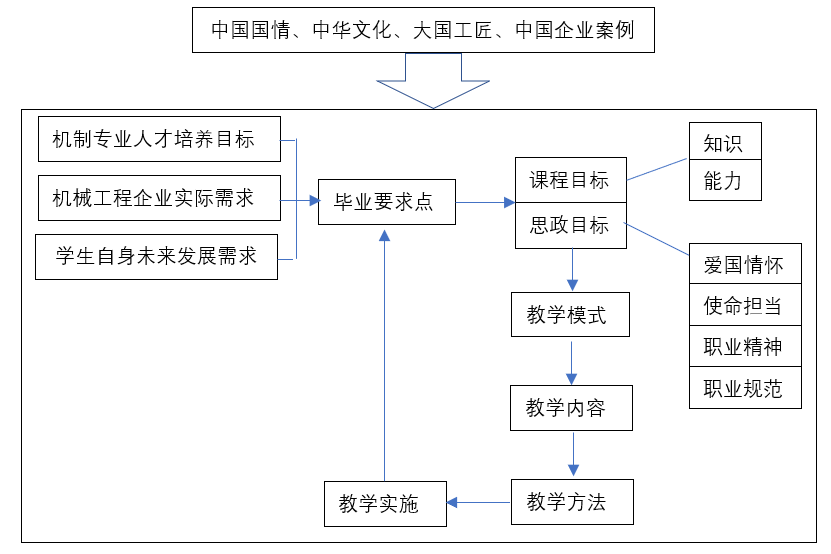 中国国情、中华文化、大国工匠、中国企业案例
机制专业人才培养目标
机械工程企业实际需求
学生自身未来发展需求
毕业要求点
课程目标
思政目标
知识
能力
爱国情怀
使命担当
职业精神
职业规范
教学模式
教学内容
教学方法
教学实施